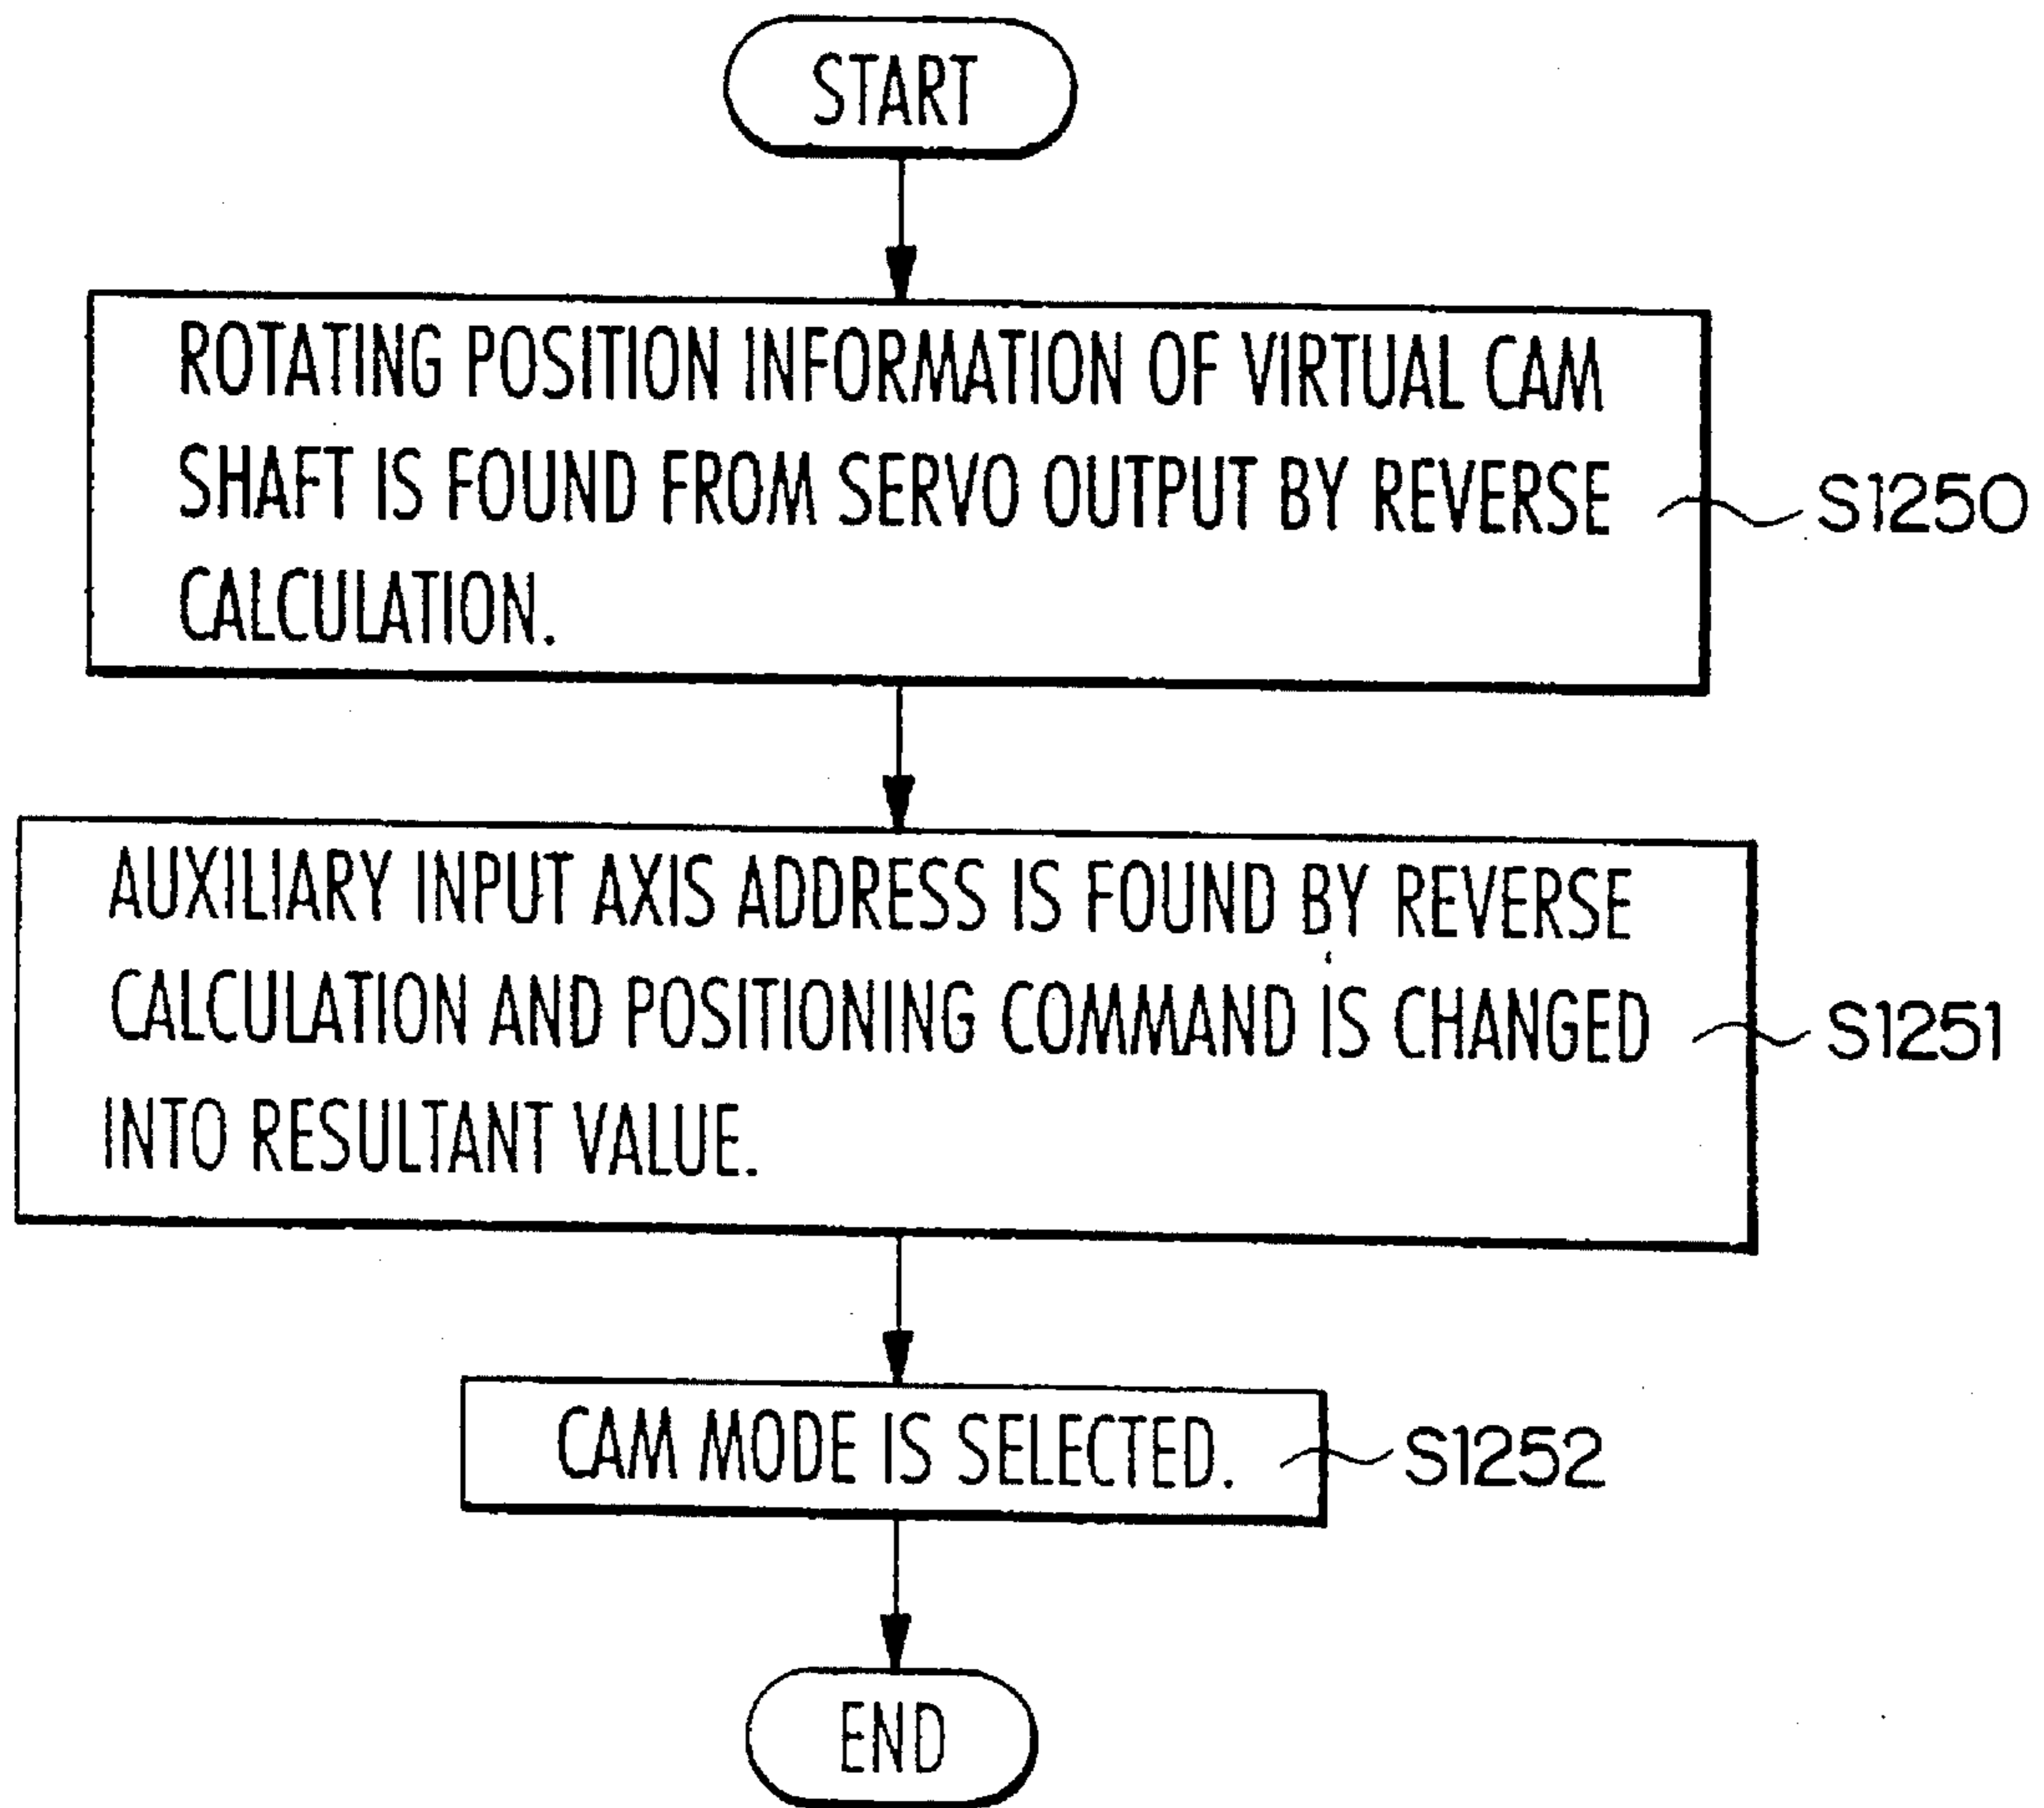 START
ROTATING POSITION INFORMATION OF VIRTUAL CAM
SHAFT IS FOUND FROM SERVO OUTPUT BY REVERSE
CALCULATION.
S1250
AUXILIARY INPUT AXIS ADDRESS IS FOUND BY REVERSE
CALCULATION AND POSITIONING COMMAND IS CHANGED
INTO RESULTANT VALUE.
S1251
CAM MODE IS SELECTED.
S1252
END